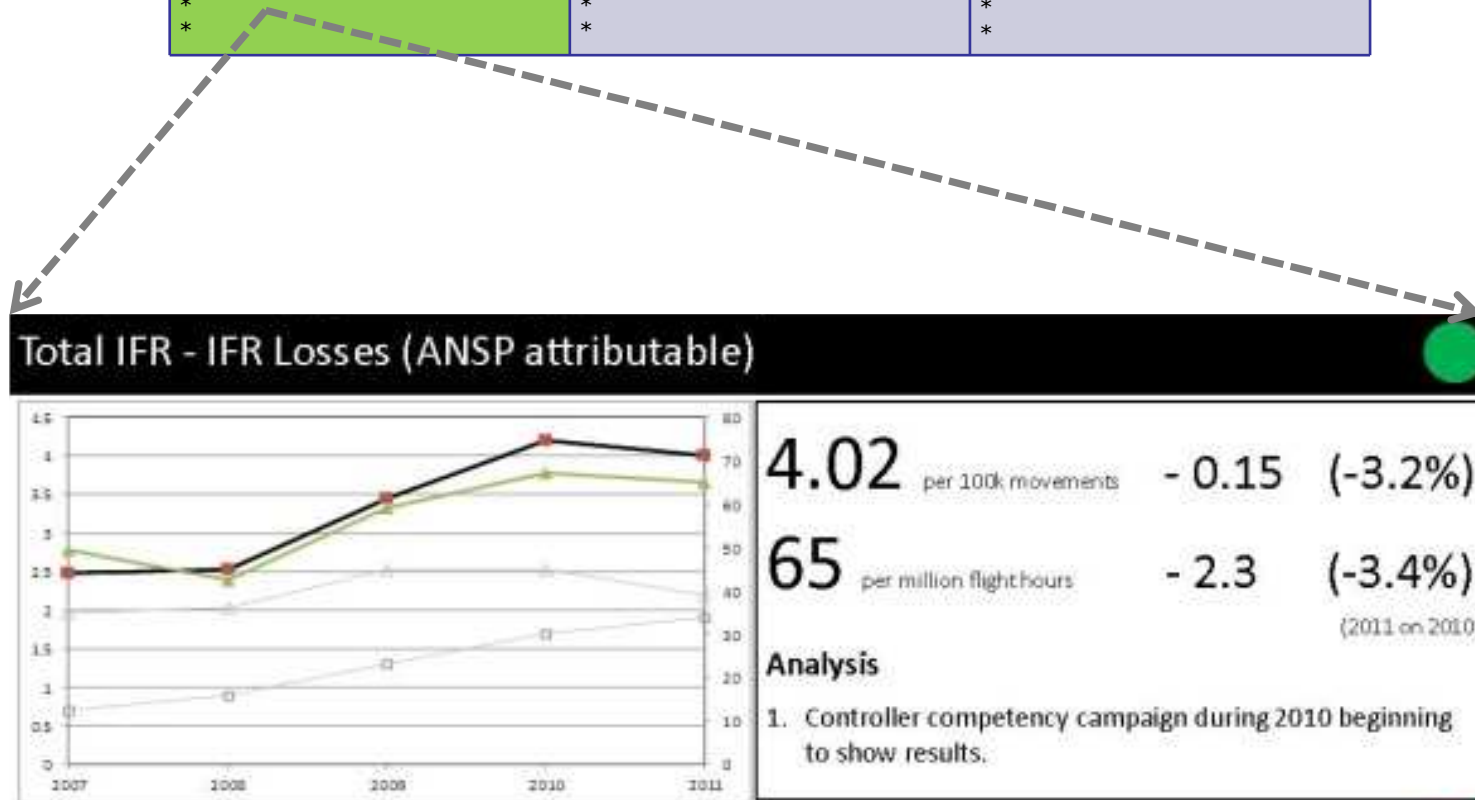 * * *
* * *
Total IFR - IFR Losses (ANSP attributable)
4.5
4
3.5
3
2.5
2
1.5
1
0.5
0
80
70
60
50
40
30
20
10
0
2007 2008 2009 2010 2011
4.02 per 100k movements - 0.15 (-3.2%)
65 per million flight hours - 2.3 (-3.4%)
(2011 on 2010
Analysis
1. Controller competency campaign during 2010 beginning
to show results.